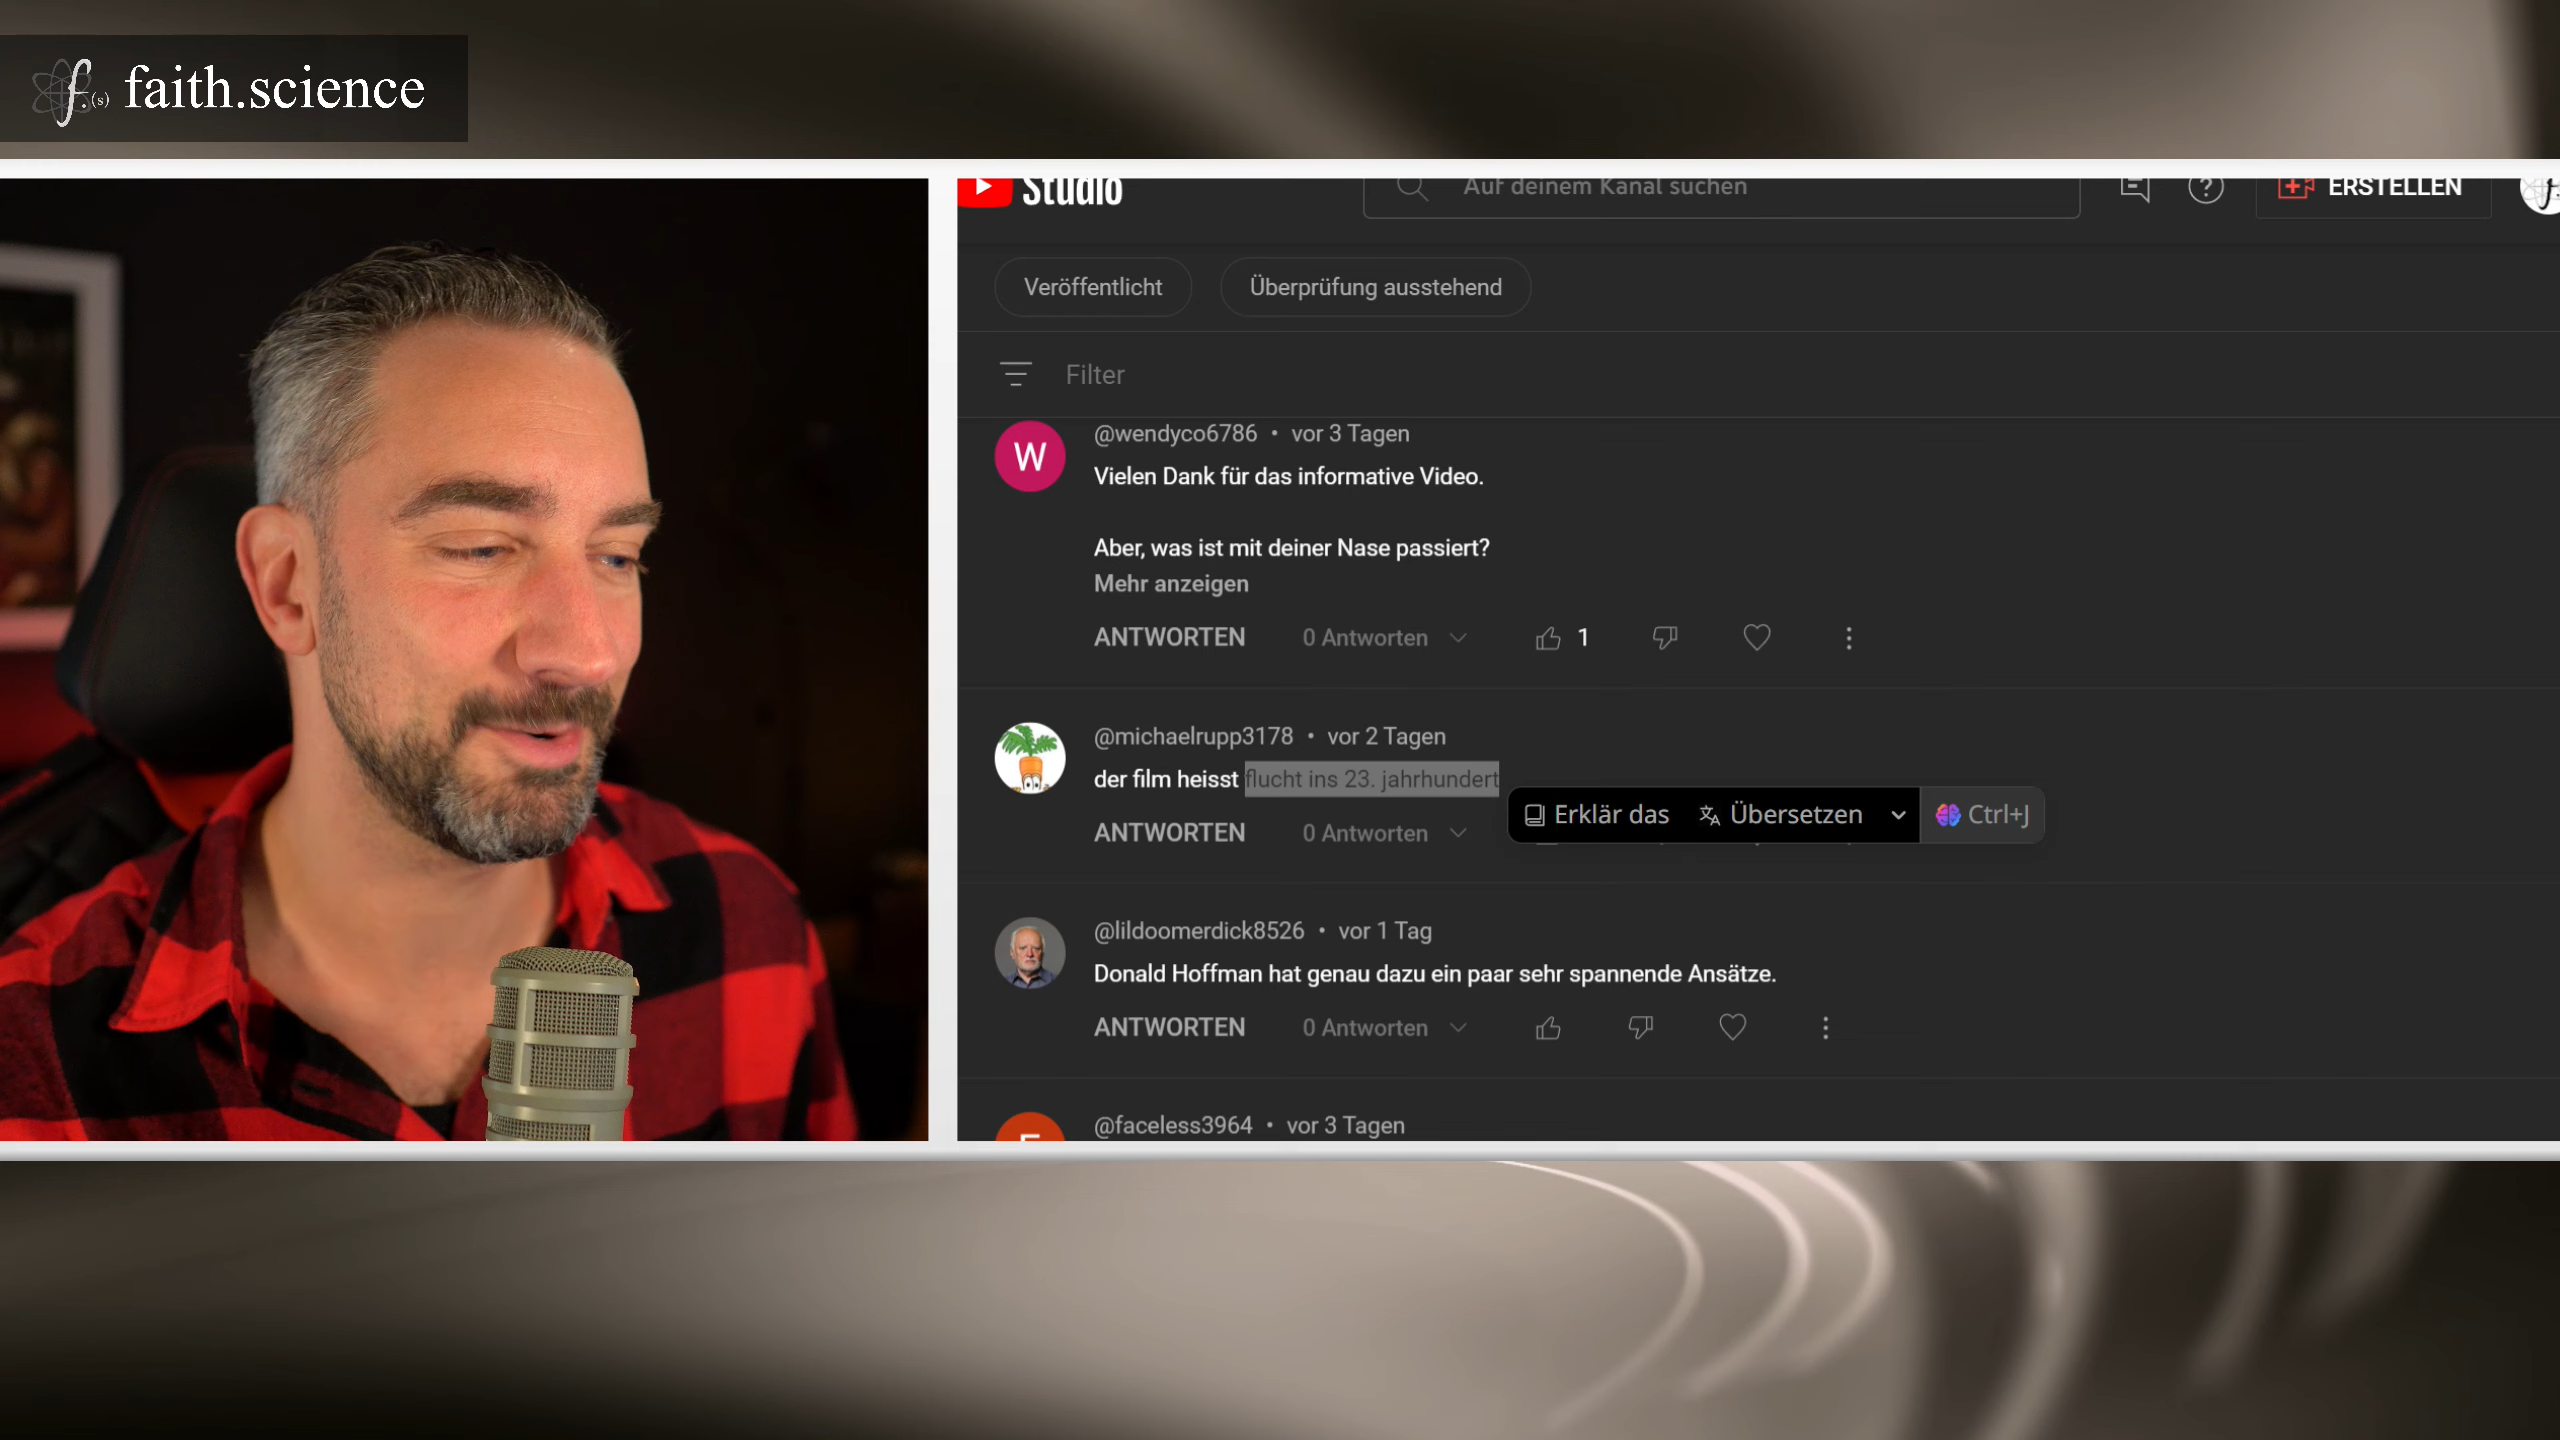 f.(s) faith.science
Studio
Auf deinem Kanal suchen
ERSTELLEN
Veröffentlicht
Überprüfung ausstehend
Filter
W
@wendyco6786 • vor 3 Tagen
Vielen Dank für das informative Video.
Aber, was ist mit deiner Nase passiert?
Mehr anzeigen
ANTWORTEN 0 Antworten 1
@michaelrupp3178 • vor 2 Tagen
der film heisst flucht ins 23. jahrhundert
Erklär das Übersetzen Ctrl+J
ANTWORTEN 0 Antworten
@lildoomerdick8526 • vor 1 Tag
Donald Hoffman hat genau dazu ein paar sehr spannende Ansätze.
ANTWORTEN 0 Antworten
@faceless3964 • vor 3 Tagen